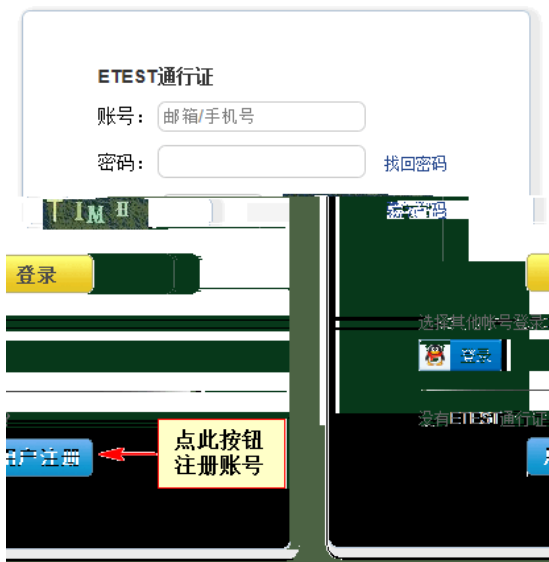 ETEST通行证
账号： 邮箱/手机号
密码： 找回密码
登录
选择其他帐号登录
登录
没有ETEST通行证
用户注册
点此按钮
注册账号